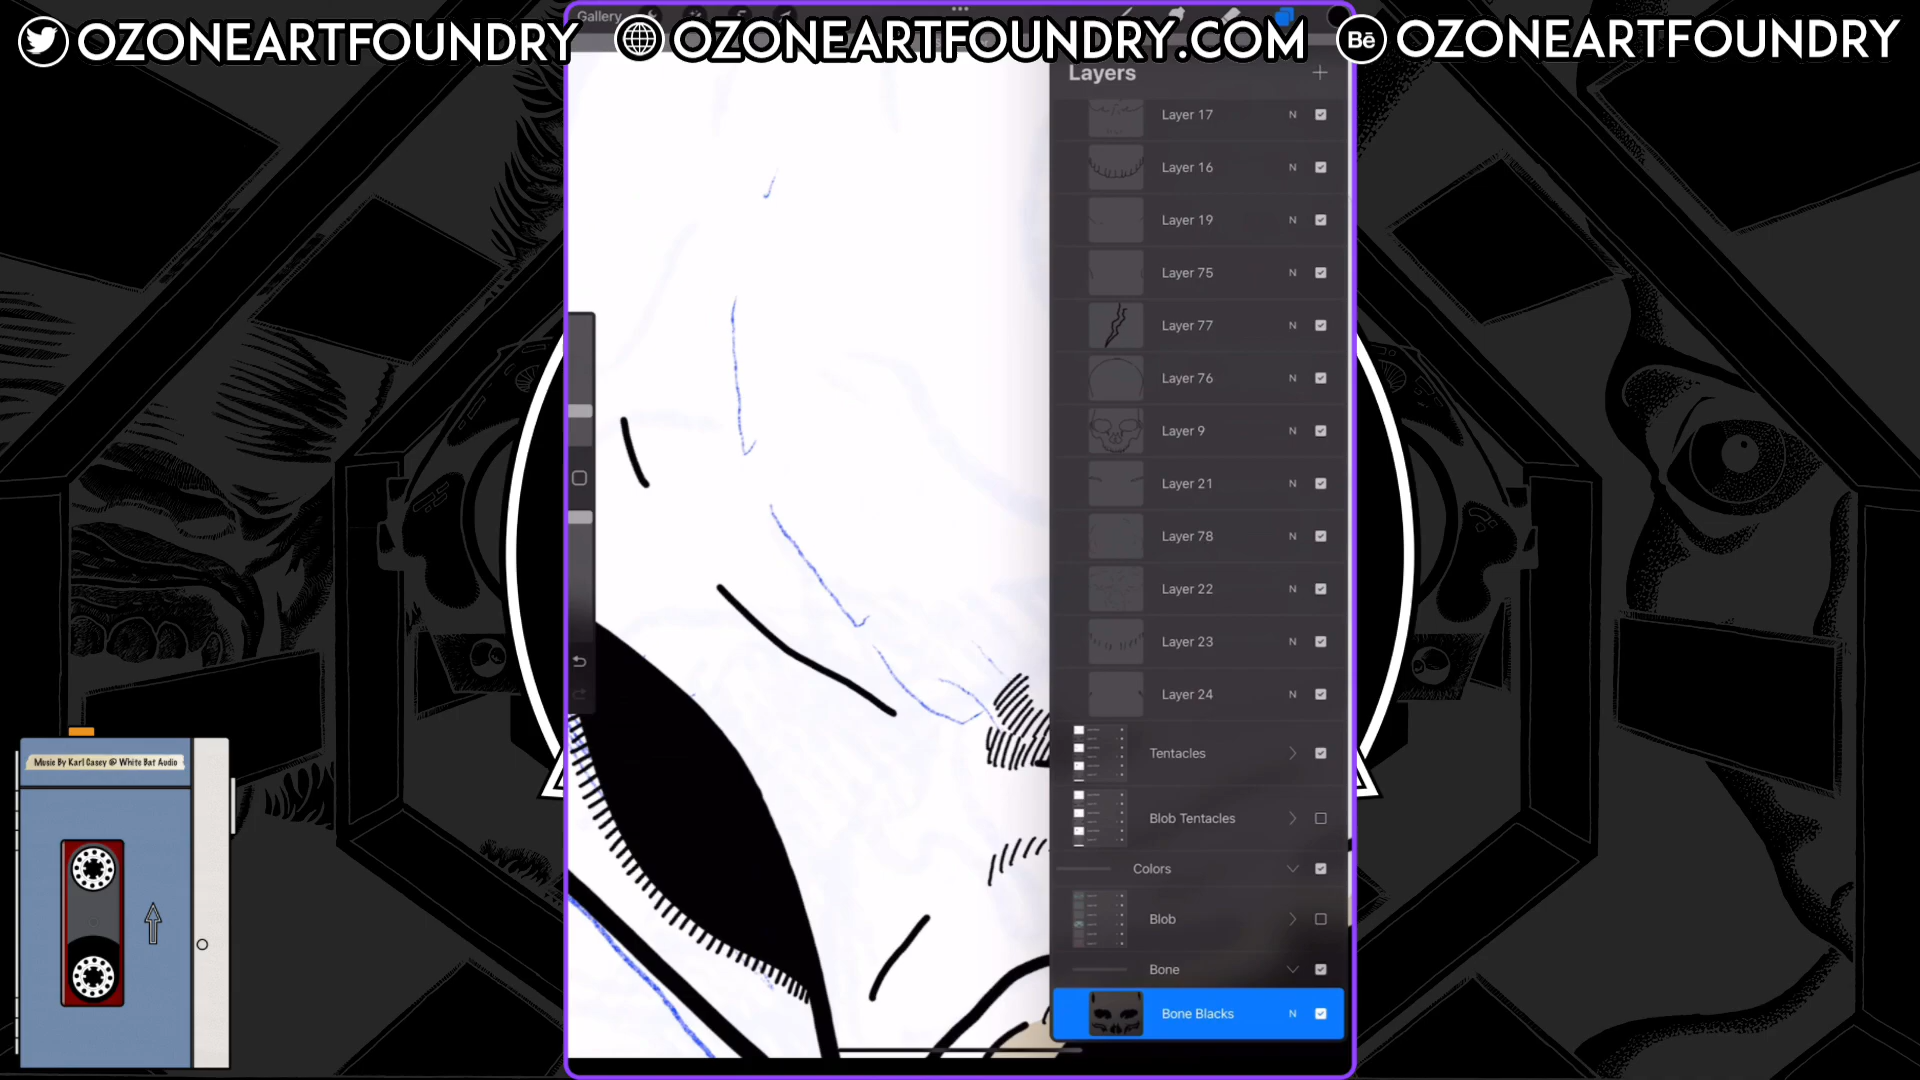 OZONEARTFOUNDRY
OZONEARTFOUNDRY.COM
Bē OZONEARTFOUNDRY
Gallery
Layers
Layer 17 N
Layer 16 N
Layer 19 N
Layer 75 N
Layer 77 N
Layer 76 N
Layer 9 N
Layer 21 N
Layer 78 N
Layer 22 N
Layer 23 N
Layer 24 N
Tentacles
Blob Tentacles
Colors
Blob
Bone
Bone Blacks N
Music By Karl Casey @ White Bat Audio